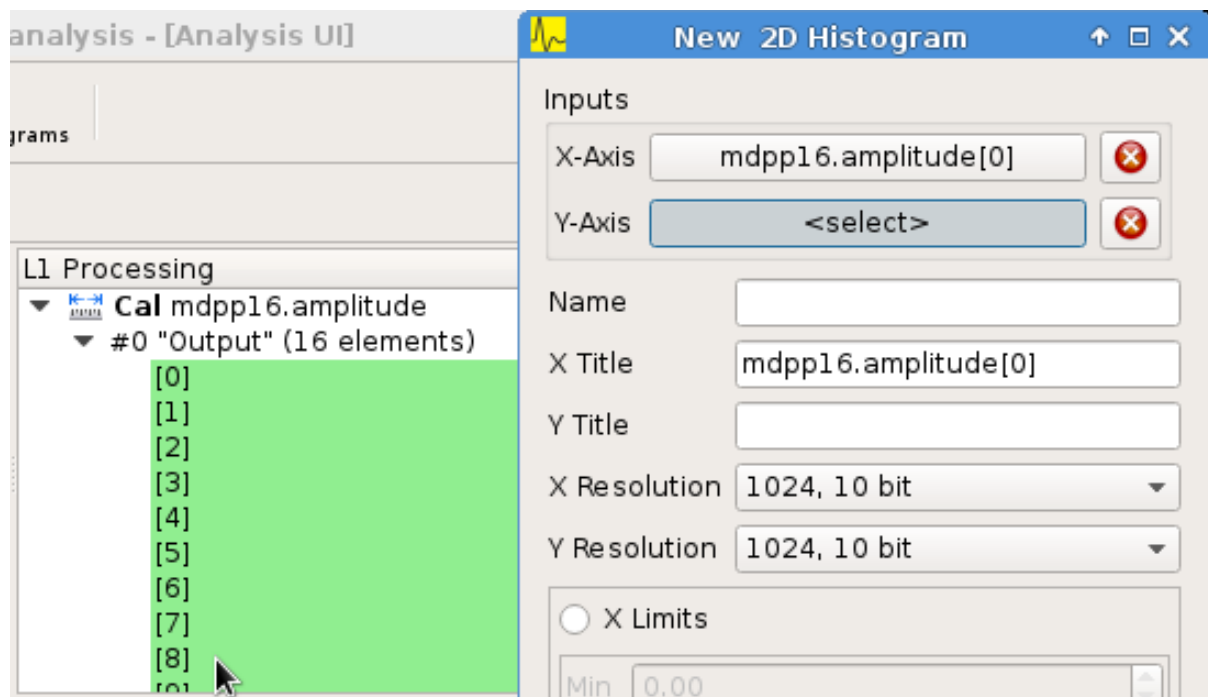 analysis - [Analysis UI]
grams
L1 Processing
Cal mdpp16.amplitude
#0 "Output" (16 elements)
[0]
[1]
[2]
[3]
[4]
[5]
[6]
[7]
[8]
[9]
New 2D Histogram
Inputs
X-Axis mdpp16.amplitude[0]
Y-Axis <select>
Name
X Title mdpp16.amplitude[0]
Y Title
X Resolution 1024, 10 bit
Y Resolution 1024, 10 bit
X Limits
Min 0.00